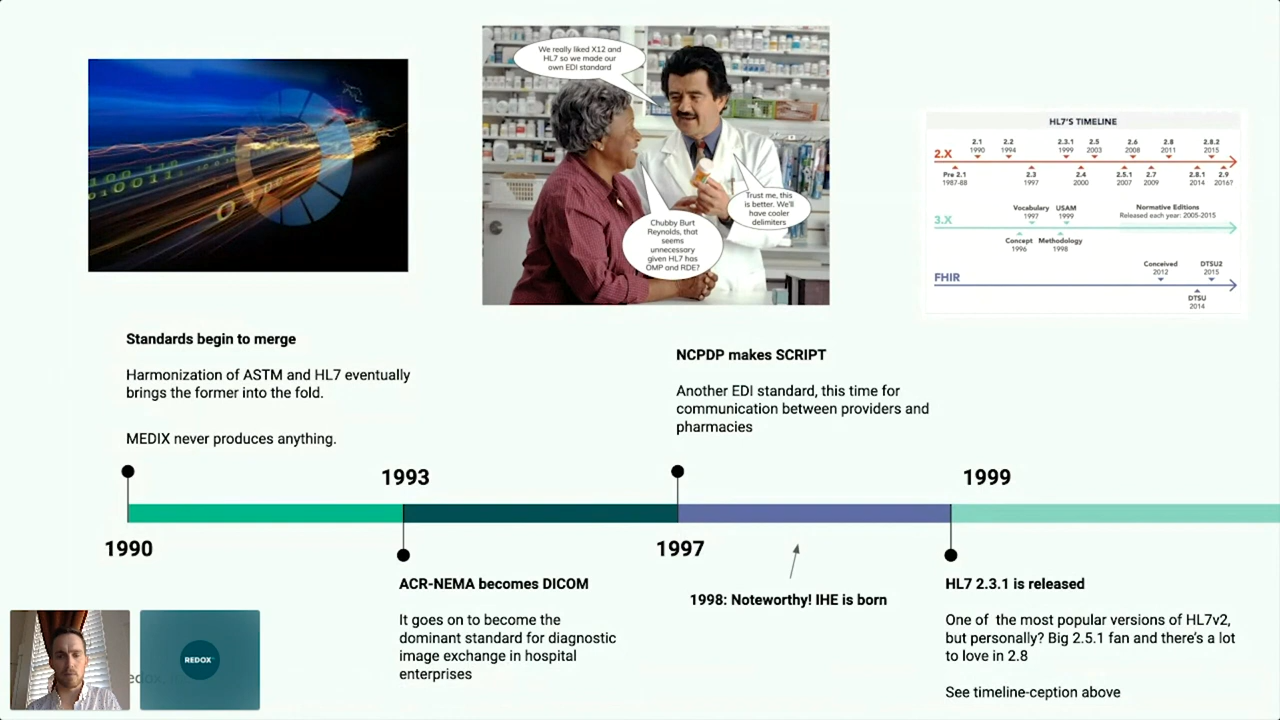 We really liked X12 and
HL7 so we made our
own EDI standard
Trust me, this
is better. We'll
have cooler
delimiters
Chubby Burt
Reynolds, that
seems
unnecessary
given HL7 has
OMP and RDE?
HL7'S TIMELINE
2.1 2.2 2.3.1 2.5 2.6 2.8 2.8.2
1990 1994 1999 2003 2008 2011 2015
2.X
Pre 2.1 2.3 2.4 2.5.1 2.7 2.8.1 2.9
1987-88 1997 2000 2007 2009 2014 2016?
Vocabulary USAM Normative Editions
1997 1999 Released each year: 2005-2015
3.X
Concept Methodology
1996 1998
Conceived DTSU2
2012 2015
FHIR
DTSU
2014
Standards begin to merge
Harmonization of ASTM and HL7 eventually
brings the former into the fold.
MEDIX never produces anything.
NCPDP makes SCRIPT
Another EDI standard, this time for
communication between providers and
pharmacies
1993
1999
1990
1997
ACR-NEMA becomes DICOM
It goes on to become the
dominant standard for diagnostic
image exchange in hospital
enterprises
1998: Noteworthy! IHE is born
HL7 2.3.1 is released
One of the most popular versions of HL7v2,
but personally? Big 2.5.1 fan and there's a lot
to love in 2.8
See timeline-ception above
REDOX